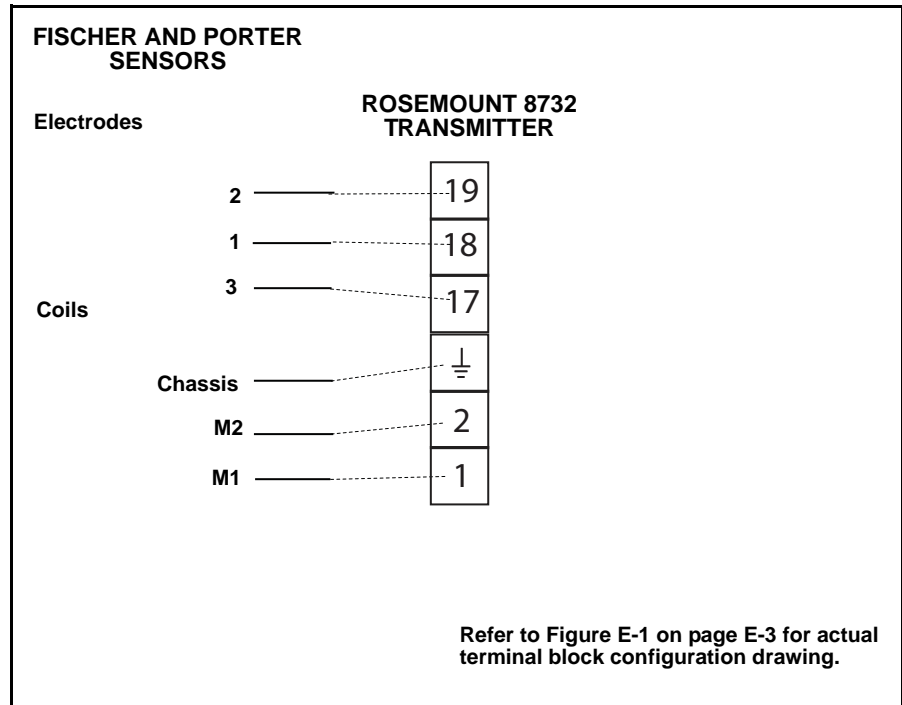 FISCHER AND PORTER
SENSORS
ROSEMOUNT 8732
TRANSMITTER
Electrodes
2 19
1 18
3 17
Coils
Chassis
M2 2
M1 1
Refer to Figure E-1 on page E-3 for actual
terminal block configuration drawing.